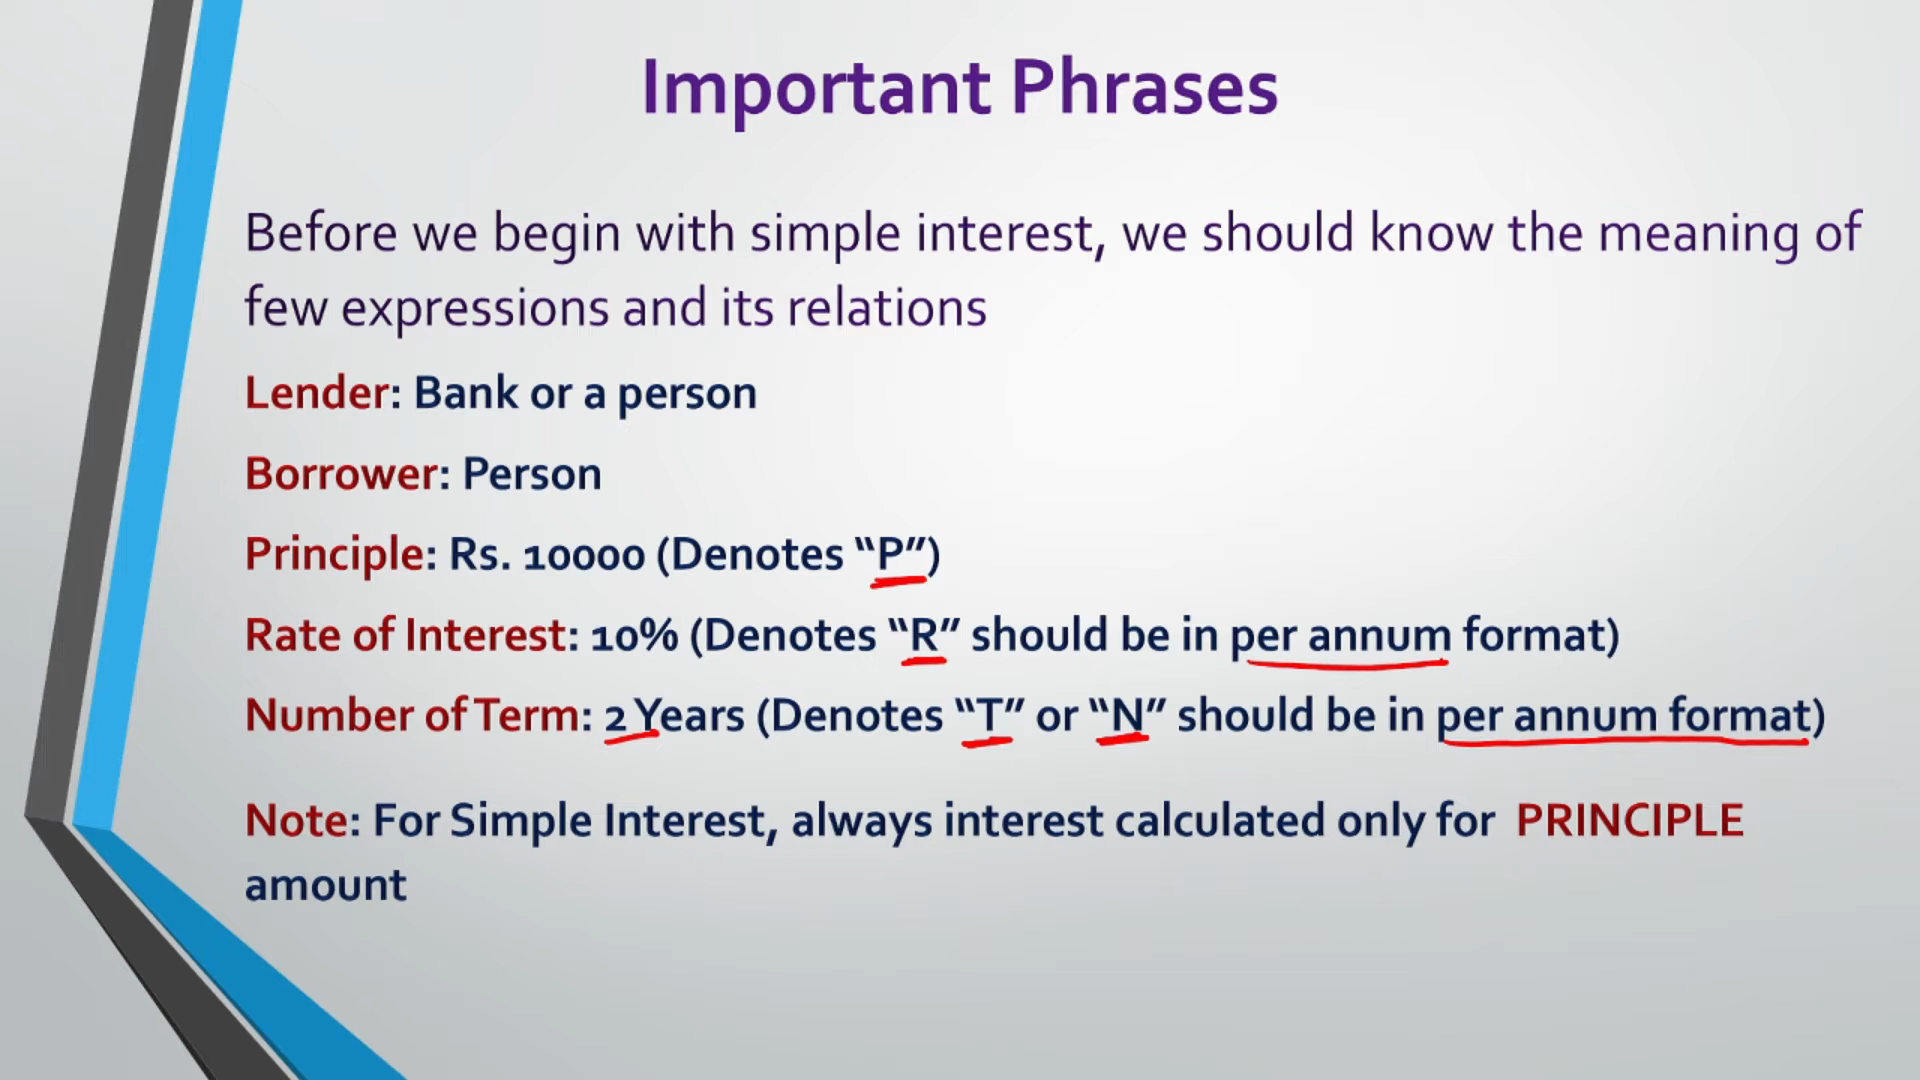 Important Phrases
Before we begin with simple interest, we should know the meaning of
few expressions and its relations
Lender: Bank or a person
Borrower: Person
Principle: Rs. 10000 (Denotes “P”)
Rate of Interest: 10% (Denotes “R” should be in per annum format)
Number of Term: 2 Years (Denotes “T” or “N” should be in per annum format)
Note: For Simple Interest, always interest calculated only for PRINCIPLE
amount